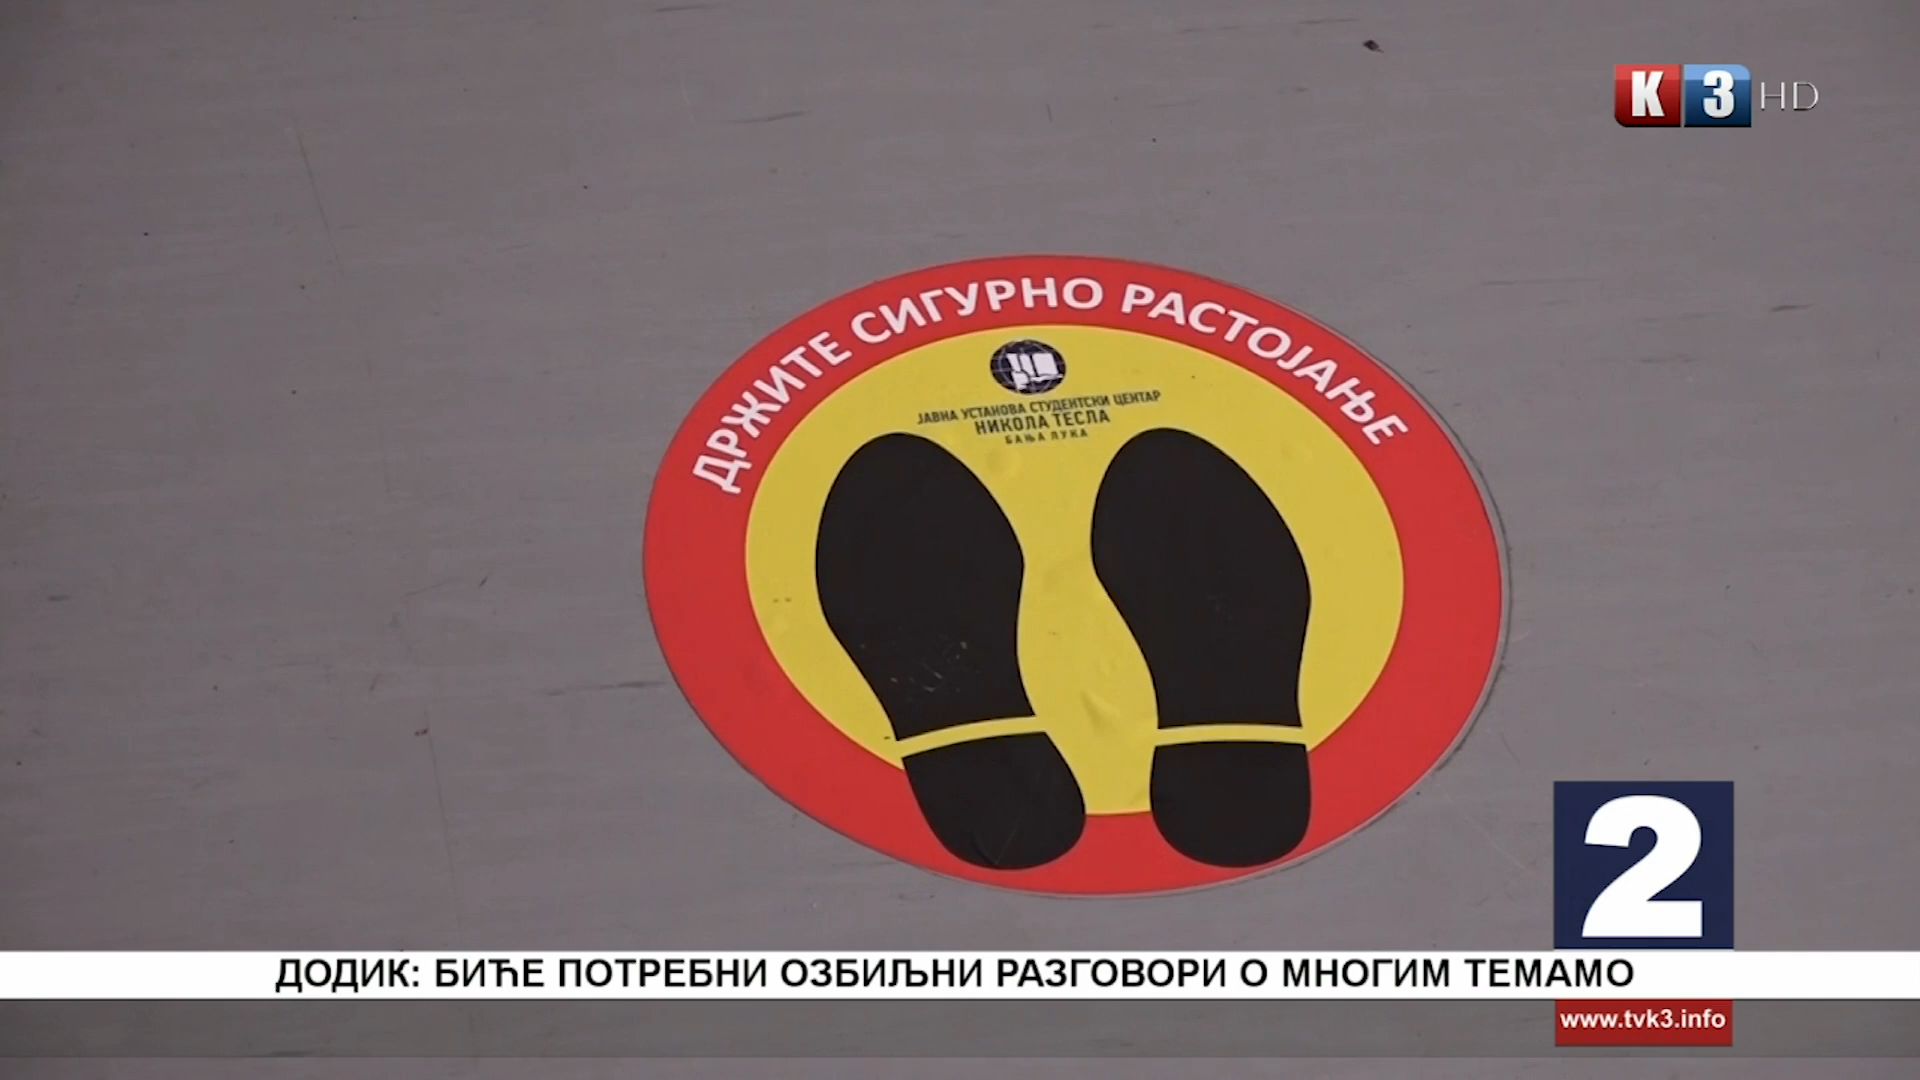 К3 HD
ДРЖИТЕ СИГУРНО РАСТОЈАЊЕ
ЈАВНА УСТАНОВА СТУДЕНТСКИ ЦЕНТАР
НИКОЛА ТЕСЛА
БАЊА ЛУКА
2
ДОДИК: БИЋЕ ПОТРЕБНИ ОЗБИЉНИ РАЗГОВОРИ О МНОГИМ ТЕМАМО
www.tvk3.info